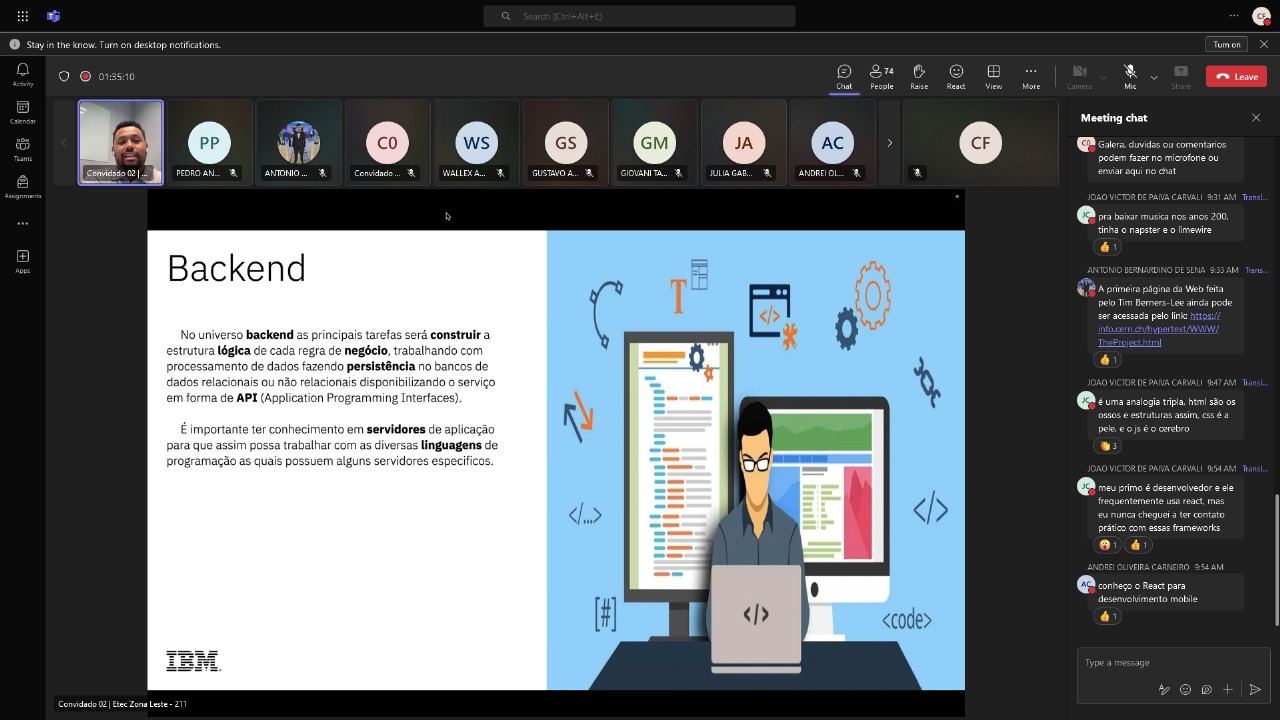 Search (Ctrl+Alt+E)
CF
Stay in the know. Turn on desktop notifications.
Turn on
Activity
Calendar
Teams
Assignments
Apps
01:35:10
Chat
74
People
Raise
React
View
More
Camera
Mic
Share
Leave
Convidado 02 | ...
PP
PEDRO AN...
ANTONIO ...
C0
Convidado ...
WS
WALLEX A...
GS
GUSTAVO A...
GM
GIOVANI TA...
JA
JULIA GAB...
AC
ANDREI OL...
CF
Backend
No universo backend as principais tarefas será construir a
estrutura lógica de cada regra de negócio, trabalhando com
processamento de dados fazendo persistência no bancos de
dados relacionais ou não relacionais disponibilizando o serviço
em forma de API (Application Programming Interfaces).
É importante ter conhecimento em servidores de aplicação
para que assim possa trabalhar com as diversas linguagens de
programação as quais possuem alguns servidores especificos.
IBM
T
</>
</...>
</>
[#]
</>
<code>
Convidado 02 | Etec Zona Leste - 211
Meeting chat
C0
Galera, duvidas ou comentarios
podem fazer no microfone ou
enviar aqui no chat
JOAO VICTOR DE PAIVA CARVALI 9:31 AM Transl...
JC
pra baixar musica nos anos 200,
tinha o napster e o limewire
1
ANTONIO BERNARDINO DE SENA 9:33 AM Trans...
A primeira página da Web feita
pelo Tim Berners-Lee ainda pode
ser acessada pelo link: https://
info.cern.ch/hypertext/WWW/
TheProject.html
1
JOAO VICTOR DE PAIVA CARVALI 9:47 AM Transl...
JC
é uma analogia tripla, html são os
ossos e estruturas assim, css é a
pele, e o js é o cerebro
3
JOAO VICTOR DE PAIVA CARVALI 9:54 AM Transl...
JC
meu primo é desenvolvedor e ele
frequentemente usa react, mas
eu nunca cheguei a ter contato
pratico com essas frameworks
1 1
ANDREI OLIVEIRA CARNEIRO 9:54 AM
AC
conheço o React para
desenvolvimento mobile
1
Type a message